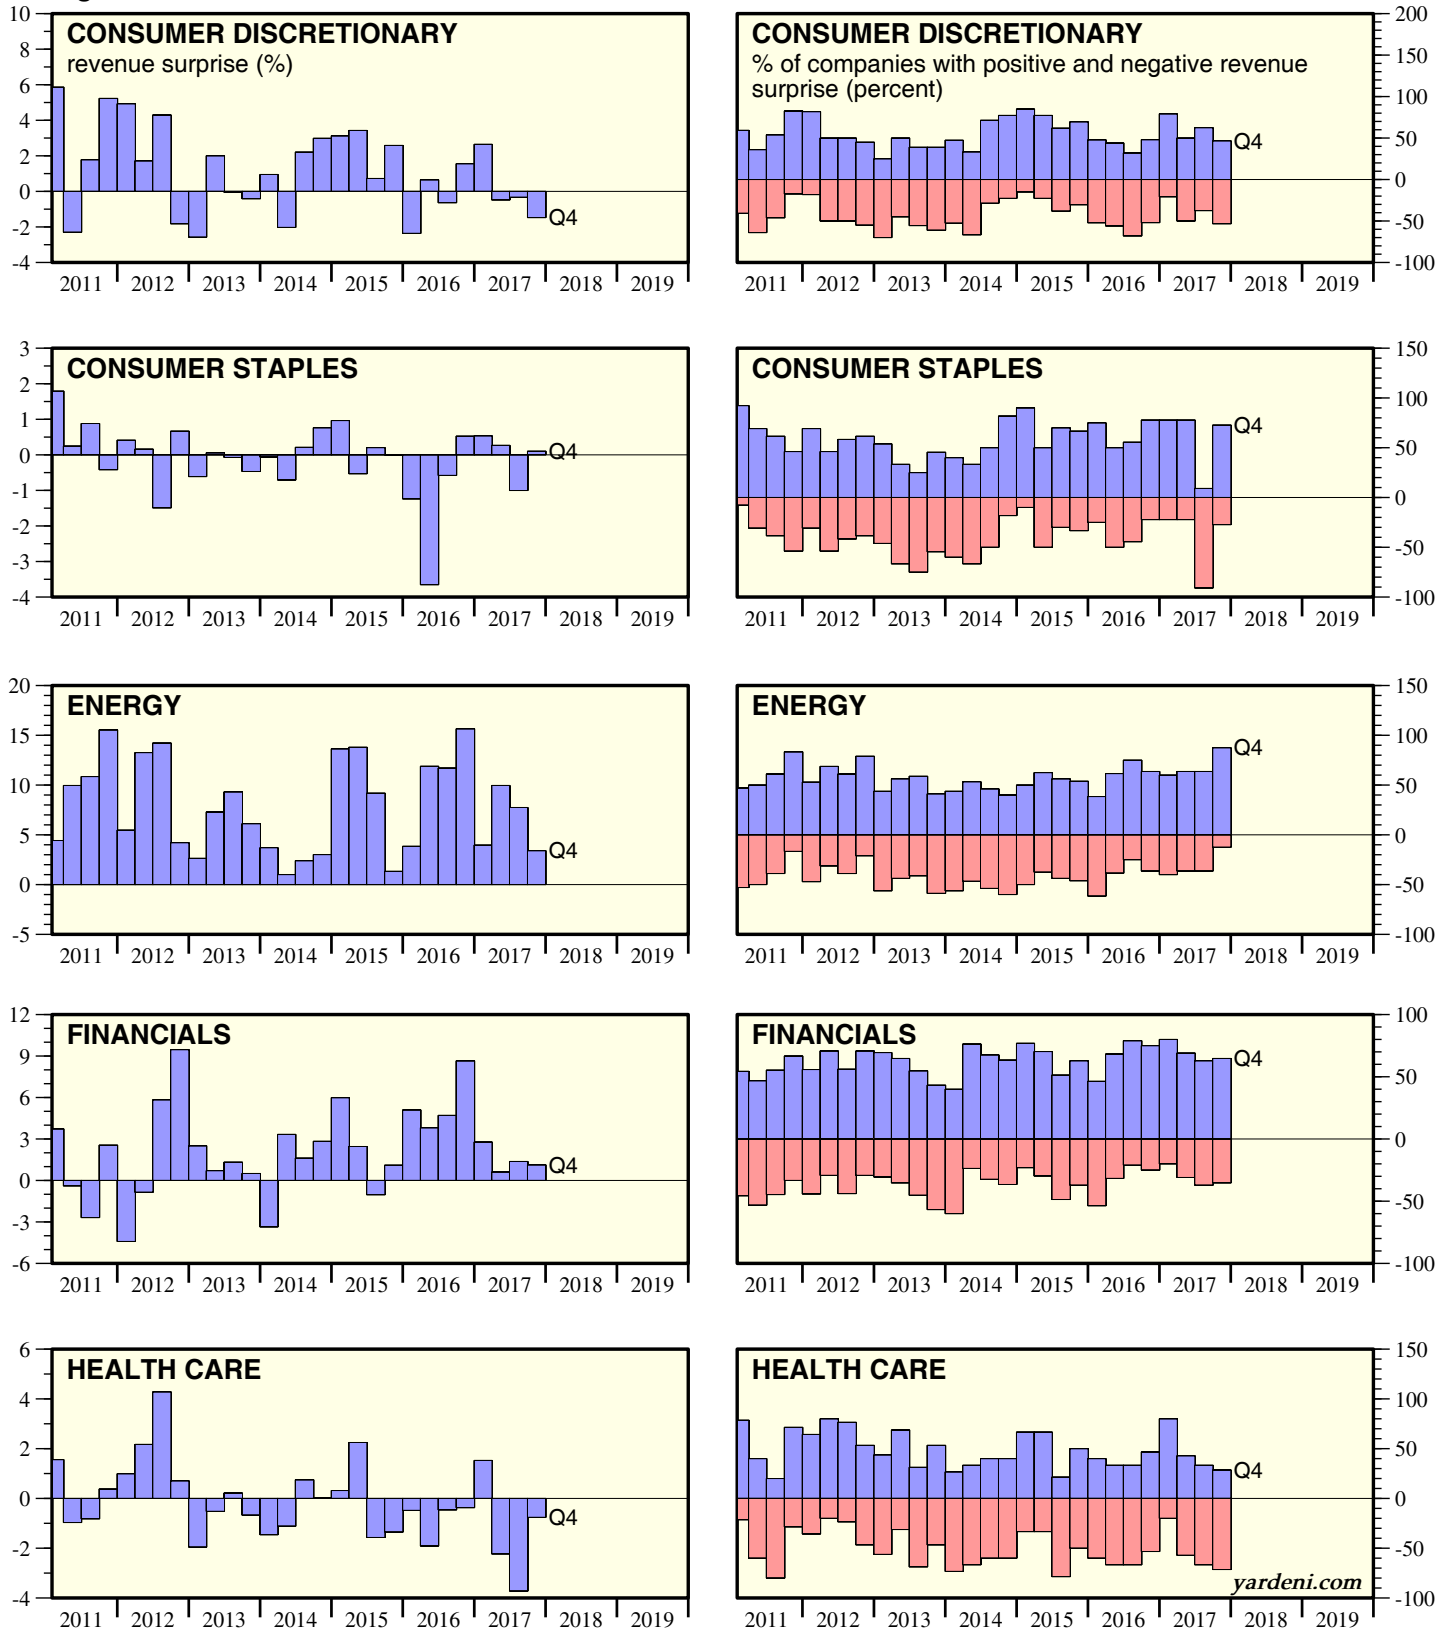 CONSUMER DISCRETIONARY
revenue surprise (%)
10
8
6
4
2
0
-2
-4
Q4
2011 2012 2013 2014 2015 2016 2017 2018 2019
CONSUMER DISCRETIONARY
% of companies with positive and negative revenue
surprise (percent)
200
150
100
50
0
-50
-100
Q4
2011 2012 2013 2014 2015 2016 2017 2018 2019
CONSUMER STAPLES
3
2
1
0
-1
-2
-3
-4
Q4
2011 2012 2013 2014 2015 2016 2017 2018 2019
CONSUMER STAPLES
150
100
50
0
-50
-100
Q4
2011 2012 2013 2014 2015 2016 2017 2018 2019
ENERGY
20
15
10
5
0
-5
Q4
2011 2012 2013 2014 2015 2016 2017 2018 2019
ENERGY
150
100
50
0
-50
-100
Q4
2011 2012 2013 2014 2015 2016 2017 2018 2019
FINANCIALS
12
9
6
3
0
-3
-6
Q4
2011 2012 2013 2014 2015 2016 2017 2018 2019
FINANCIALS
100
50
0
-50
-100
Q4
2011 2012 2013 2014 2015 2016 2017 2018 2019
HEALTH CARE
6
4
2
0
-2
-4
Q4
2011 2012 2013 2014 2015 2016 2017 2018 2019
HEALTH CARE
150
100
50
0
-50
-100
Q4
yardeni.com
2011 2012 2013 2014 2015 2016 2017 2018 2019